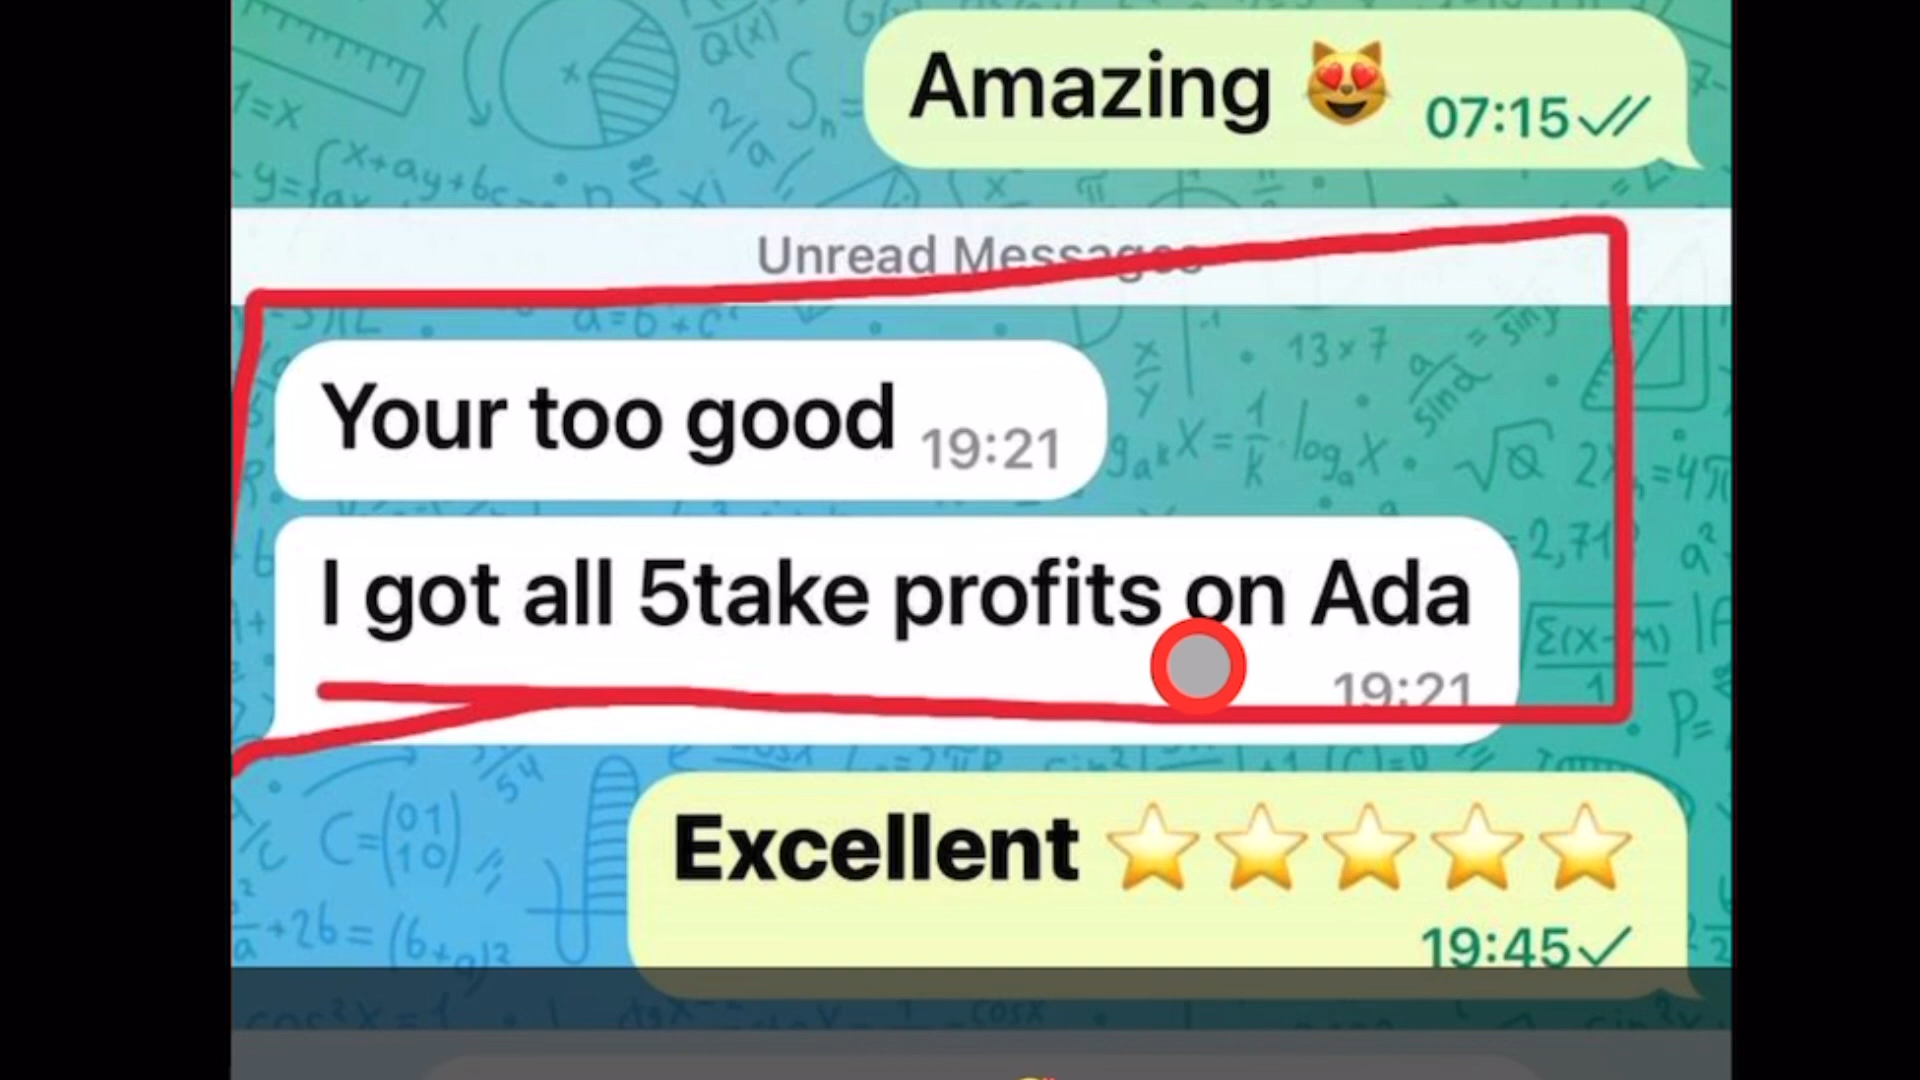 Amazing 😻 07:15
Unread Messages
Your too good 19:21
I got all 5take profits on Ada
19:21
Excellent ⭐⭐⭐⭐⭐
19:45